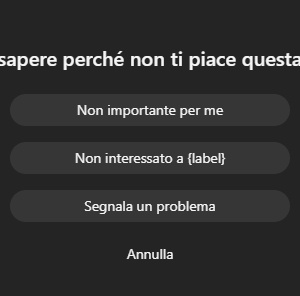 sapere perché non ti piace questa
Non importante per me
Non interessato a {label}
Segnala un problema
Annulla